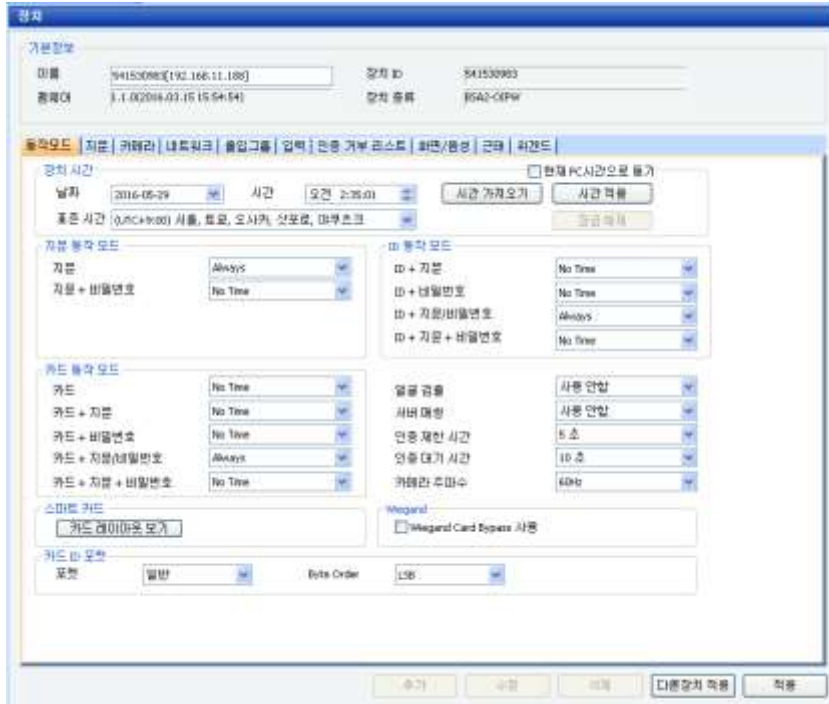 장치
기본정보
이름 541530983[192.168.11.188] 장치 ID 541530983
펌웨어 1.1.0(2016.03.15 15:54:54) 장치 종류 BSA2-OEPW
동작모드 지문 카메라 네트워크 출입그룹 입력 인증 거부 리스트 화면/음성 근태 위겐드
장치 시간 현재 PC시간으로 동기
날짜 2016-05-29 시간 오전 2:35:01 시간 가져오기 시간 적용
표준 시간 (UTC+9:00) 서울, 토쿄, 오사카, 삿포로, 야쿠츠크 잠금 해제
지문 동작 모드 ID 동작 모드
지문 Always ID + 지문 No Time
지문 + 비밀번호 No Time ID + 비밀번호 No Time
ID + 지문/비밀번호 Always
ID + 지문 + 비밀번호 No Time
카드 동작 모드
카드 No Time 얼굴 검출 사용 안함
카드 + 지문 No Time 서버 매칭 사용 안함
카드 + 비밀번호 No Time 인증 제한 시간 5 초
카드 + 지문/비밀번호 Always 인증 대기 시간 10 초
카드 + 지문 + 비밀번호 No Time 카메라 주파수 60Hz
스마트 카드 Wiegand
카드 레이아웃 보기 Wiegand Card Bypass 사용
카드 ID 포맷
포맷 일반 Byte Order LSB
추가 수정 삭제 다른장치 적용 적용